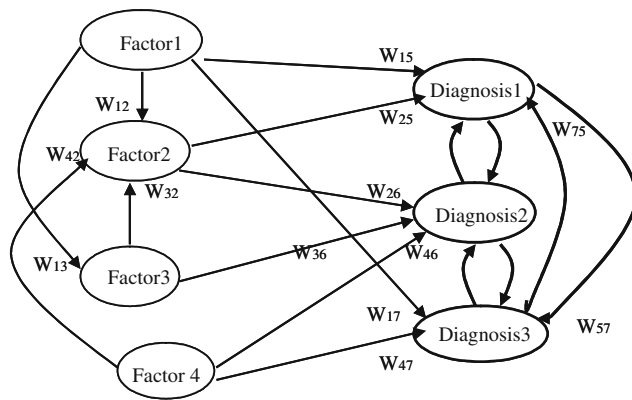 Factor1
W15
Diagnosis1
W12
W25
W75
W42
Factor2
W32
W26
Diagnosis2
W13
Factor3
W36
W46
W17
Diagnosis3
W57
Factor 4
W47